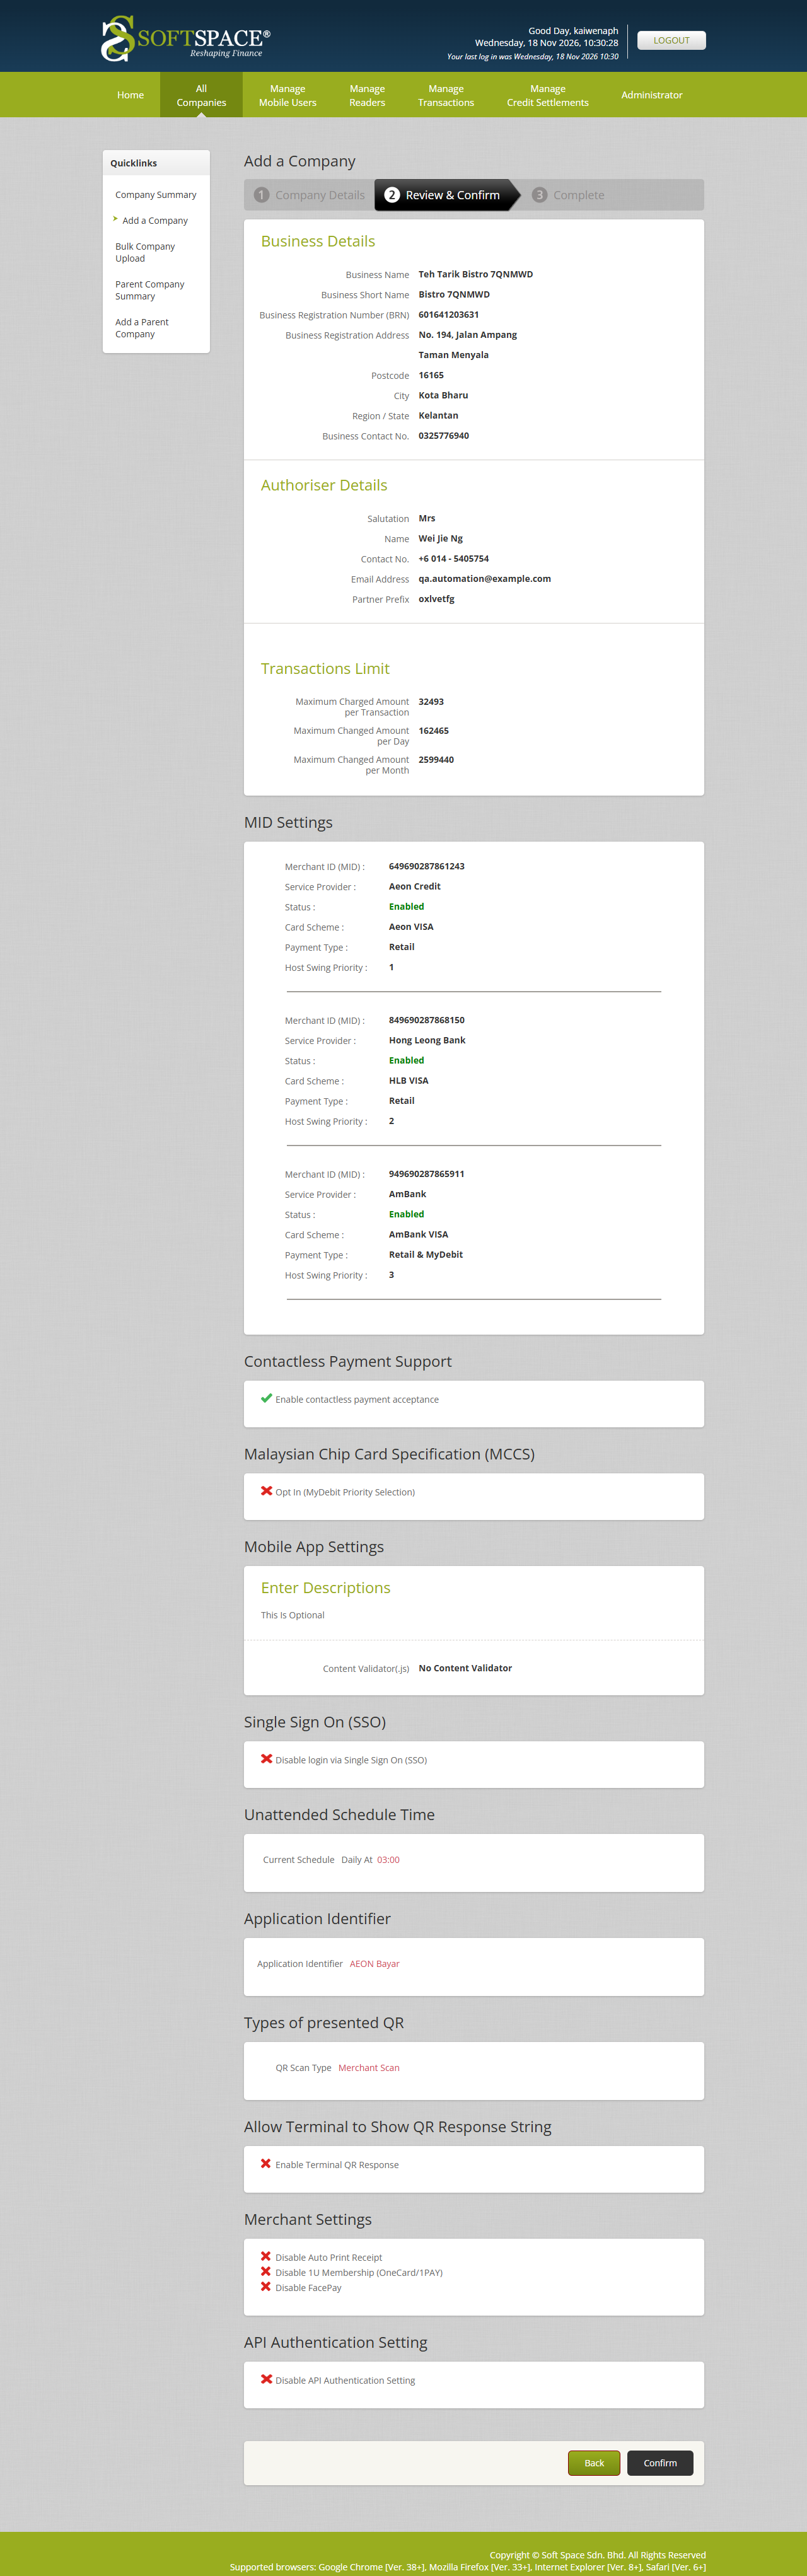 SOFTSPACE®
Reshaping Finance
Good Day, kaiwenaph
Wednesday, 18 Nov 2026, 10:30:28
Your last log in was Wednesday, 18 Nov 2026 10:30
LOGOUT
Home
All
Companies
Manage
Mobile Users
Manage
Readers
Manage
Transactions
Manage
Credit Settlements
Administrator
Quicklinks
Company Summary
Add a Company
Bulk Company
Upload
Parent Company
Summary
Add a Parent
Company
Add a Company
1 Company Details
2 Review & Confirm
3 Complete
Business Details
Business Name Teh Tarik Bistro 7QNMWD
Business Short Name Bistro 7QNMWD
Business Registration Number (BRN) 601641203631
Business Registration Address No. 194, Jalan Ampang
Taman Menyala
Postcode 16165
City Kota Bharu
Region / State Kelantan
Business Contact No. 0325776940
Authoriser Details
Salutation Mrs
Name Wei Jie Ng
Contact No. +6 014 - 5405754
Email Address qa.automation@example.com
Partner Prefix oxlvetfg
Transactions Limit
Maximum Charged Amount 32493
per Transaction
Maximum Changed Amount 162465
per Day
Maximum Changed Amount 2599440
per Month
MID Settings
Merchant ID (MID) : 649690287861243
Service Provider : Aeon Credit
Status : Enabled
Card Scheme : Aeon VISA
Payment Type : Retail
Host Swing Priority : 1
Merchant ID (MID) : 849690287868150
Service Provider : Hong Leong Bank
Status : Enabled
Card Scheme : HLB VISA
Payment Type : Retail
Host Swing Priority : 2
Merchant ID (MID) : 949690287865911
Service Provider : AmBank
Status : Enabled
Card Scheme : AmBank VISA
Payment Type : Retail & MyDebit
Host Swing Priority : 3
Contactless Payment Support
Enable contactless payment acceptance
Malaysian Chip Card Specification (MCCS)
Opt In (MyDebit Priority Selection)
Mobile App Settings
Enter Descriptions
This Is Optional
Content Validator(.js) No Content Validator
Single Sign On (SSO)
Disable login via Single Sign On (SSO)
Unattended Schedule Time
Current Schedule Daily At 03:00
Application Identifier
Application Identifier AEON Bayar
Types of presented QR
QR Scan Type Merchant Scan
Allow Terminal to Show QR Response String
Enable Terminal QR Response
Merchant Settings
Disable Auto Print Receipt
Disable 1U Membership (OneCard/1PAY)
Disable FacePay
API Authentication Setting
Disable API Authentication Setting
Back
Confirm
Copyright © Soft Space Sdn. Bhd. All Rights Reserved
Supported browsers: Google Chrome [Ver. 38+], Mozilla Firefox [Ver. 33+], Internet Explorer [Ver. 8+], Safari [Ver. 6+]